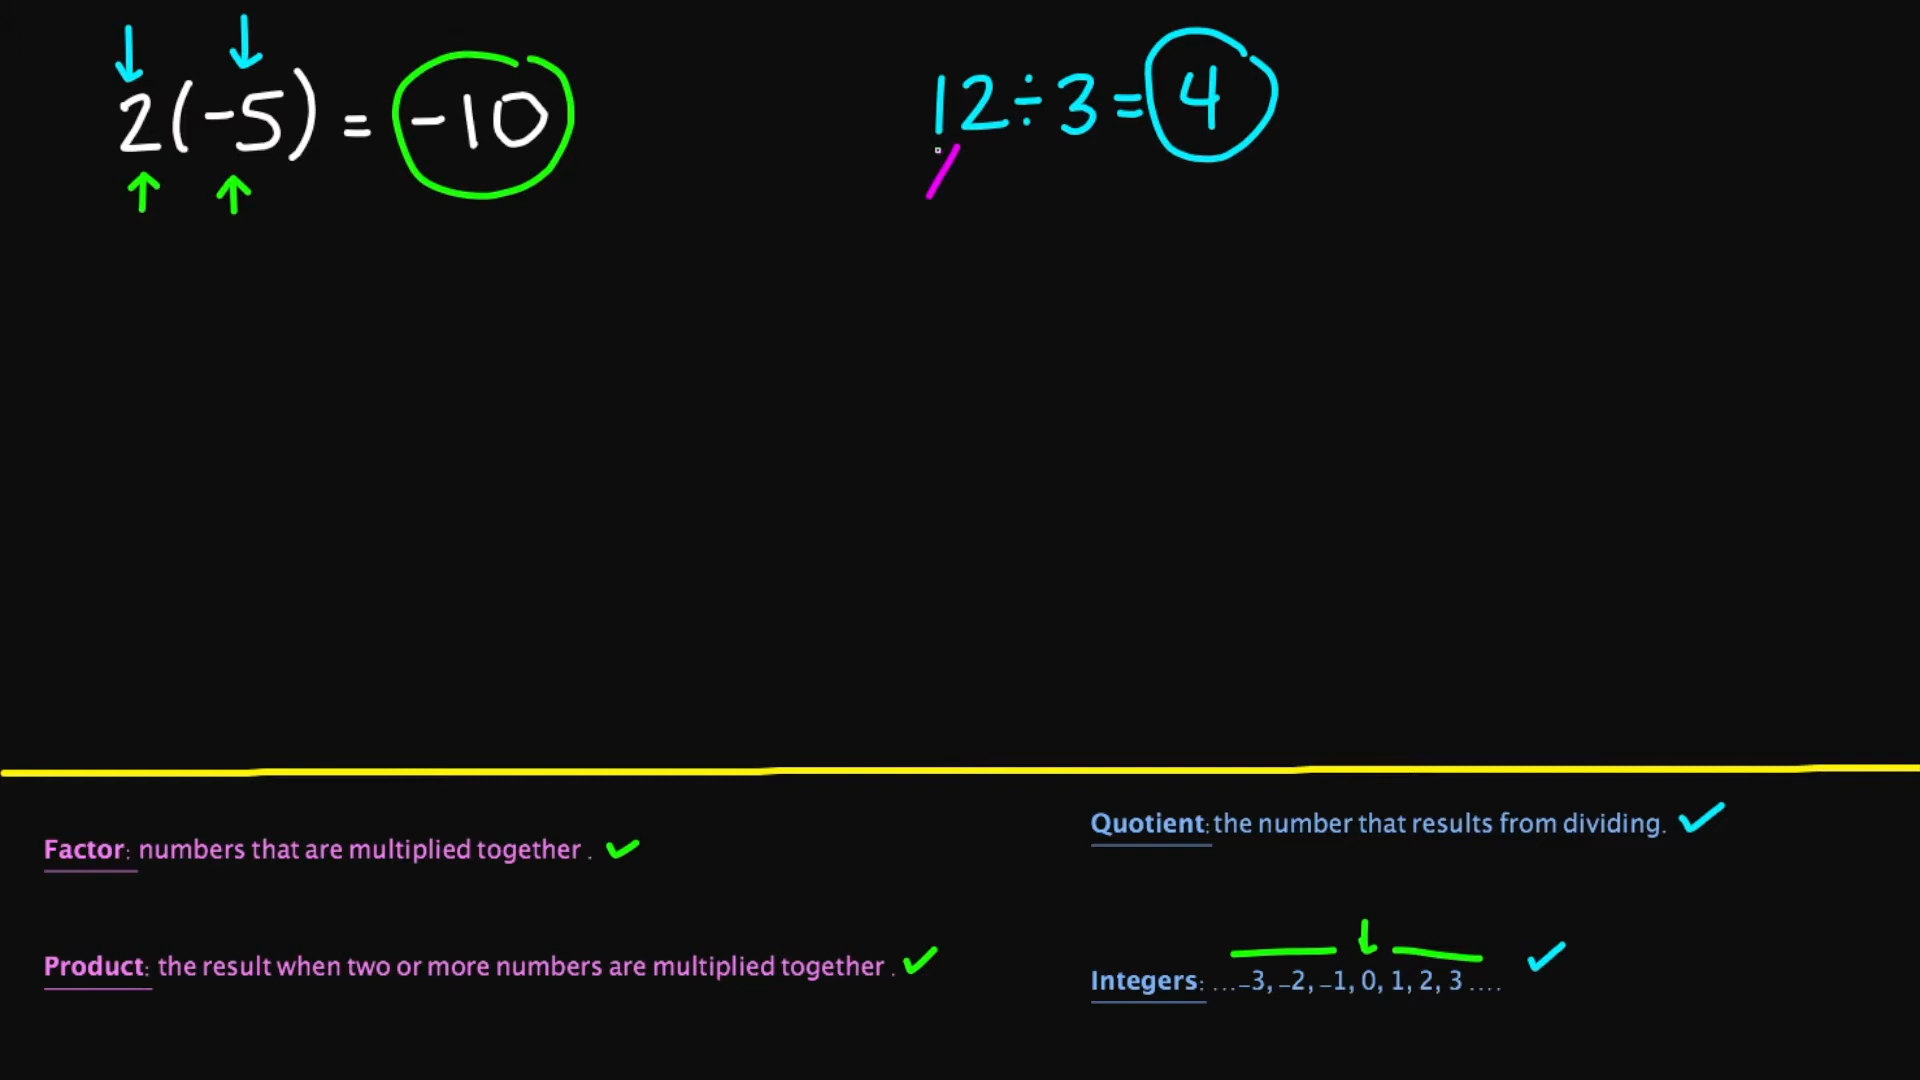 2(-5) = -10
12÷3=4
Factor: numbers that are multiplied together .
Product: the result when two or more numbers are multiplied together .
Quotient: the number that results from dividing.
Integers: ...–3, –2, –1, 0, 1, 2, 3 ....